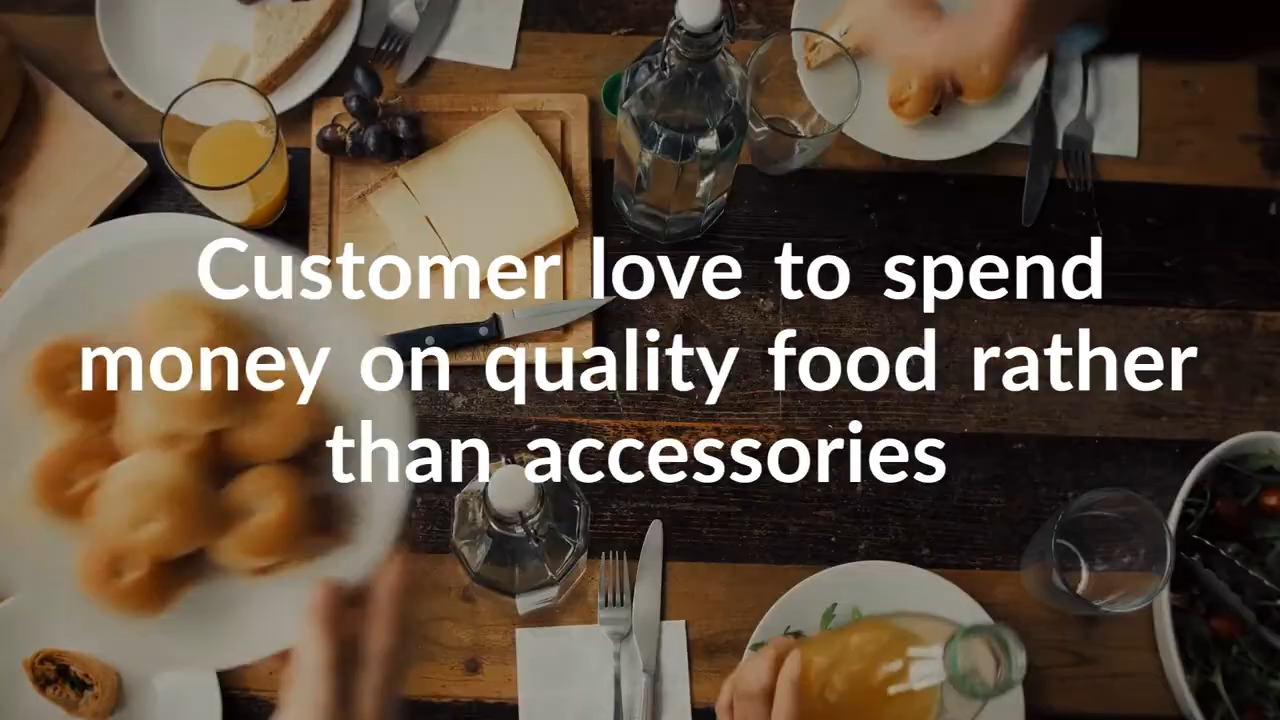 Customer love to spend
money on quality food rather
than accessories